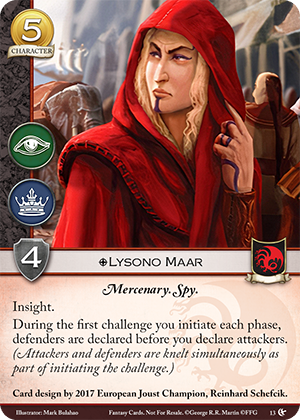 5
CHARACTER
4
Lysono Maar
Mercenary. Spy.
Insight.
During the first challenge you initiate each phase,
defenders are declared before you declare attackers.
(Attackers and defenders are knelt simultaneously as
part of initiating the challenge.)
Card design by 2017 European Joust Champion, Reinhard Schefcik.
Illustrator: Mark Bulahao
Fantasy Cards. Not For Resale. ©George R.R. Martin ©FFG
13